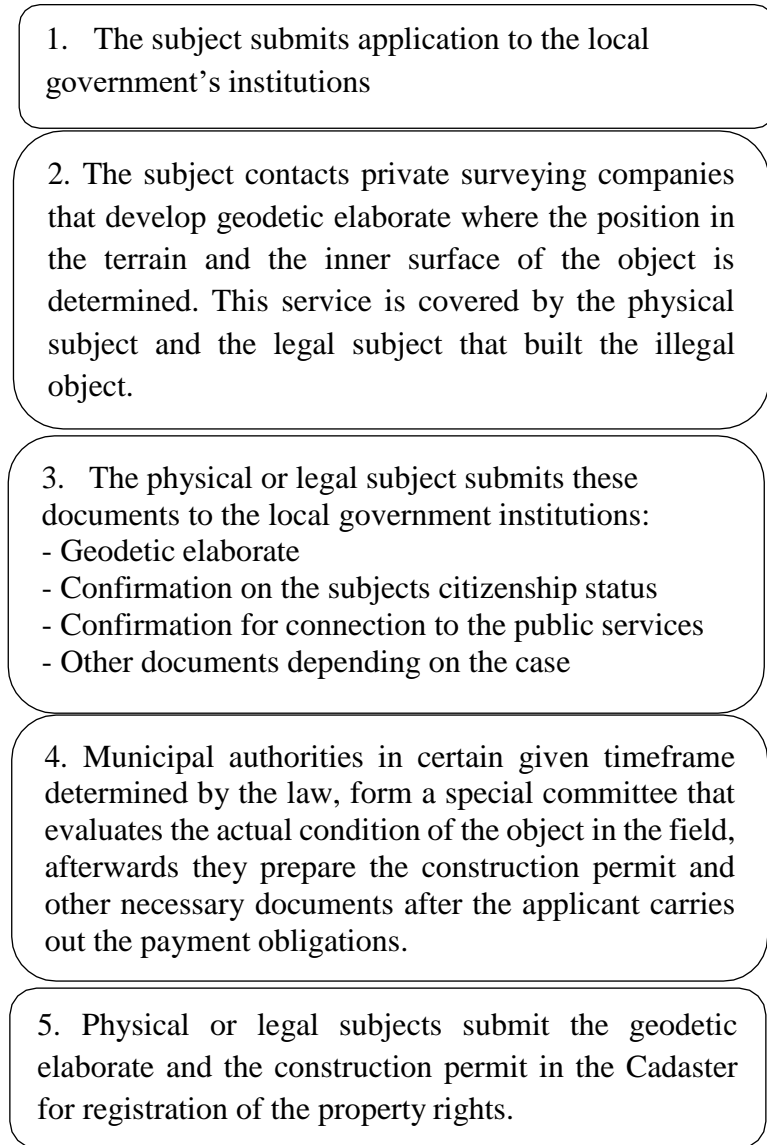 1. The subject submits application to the local
government’s institutions
2. The subject contacts private surveying companies
that develop geodetic elaborate where the position in
the terrain and the inner surface of the object is
determined. This service is covered by the physical
subject and the legal subject that built the illegal
object.
3. The physical or legal subject submits these
documents to the local government institutions:
- Geodetic elaborate
- Confirmation on the subjects citizenship status
- Confirmation for connection to the public services
- Other documents depending on the case
4. Municipal authorities in certain given timeframe
determined by the law, form a special committee that
evaluates the actual condition of the object in the field,
afterwards they prepare the construction permit and
other necessary documents after the applicant carries
out the payment obligations.
5. Physical or legal subjects submit the geodetic
elaborate and the construction permit in the Cadaster
for registration of the property rights.